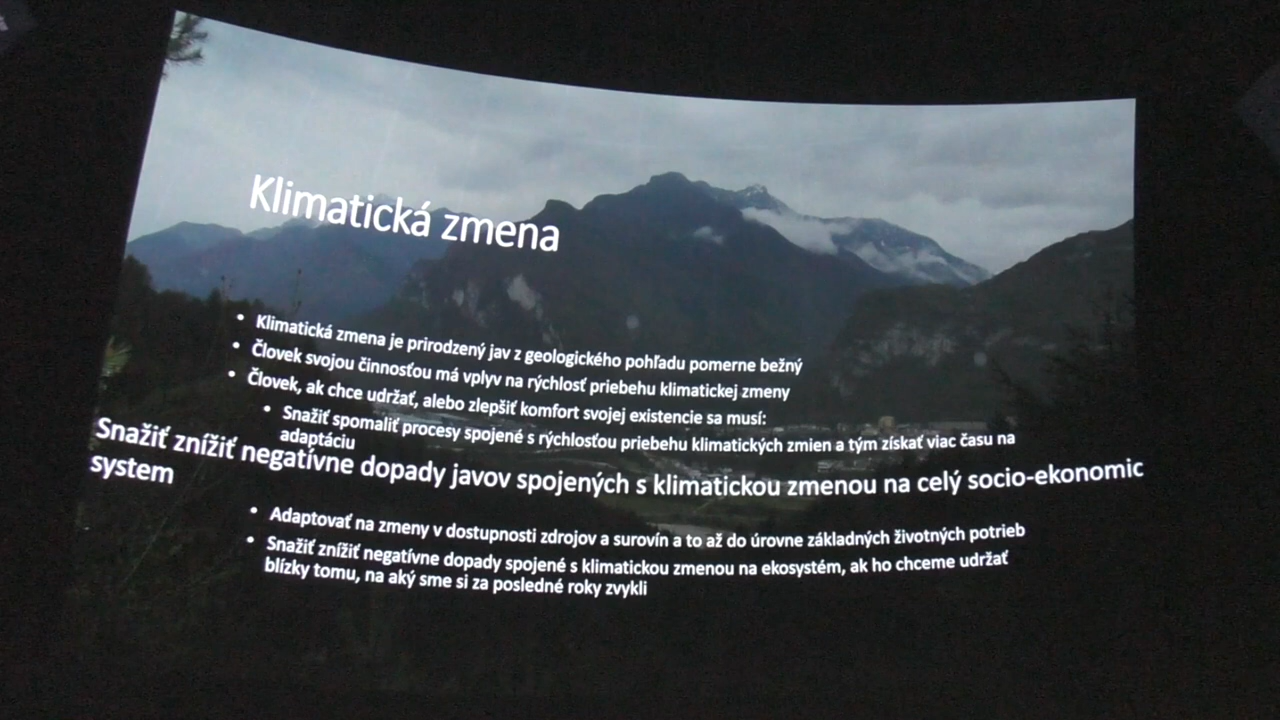 Klimatická zmena
• Klimatická zmena je prirodzený jav z geologického pohľadu pomerne bežný
• Človek svojou činnosťou má vplyv na rýchlosť priebehu klimatickej zmeny
• Človek, ak chce udržať, alebo zlepšiť komfort svojej existencie sa musí:
• Snažiť spomaliť procesy spojené s rýchlosťou priebehu klimatických zmien a tým získať viac času na
adaptáciu
Snažiť znížiť negatívne dopady javov spojených s klimatickou zmenou na celý socio-ekonomic
system
• Adaptovať na zmeny v dostupnosti zdrojov a surovín a to až do úrovne základných životných potrieb
• Snažiť znížiť negatívne dopady spojené s klimatickou zmenou na ekosystém, ak ho chceme udržať
blízky tomu, na aký sme si za posledné roky zvykli